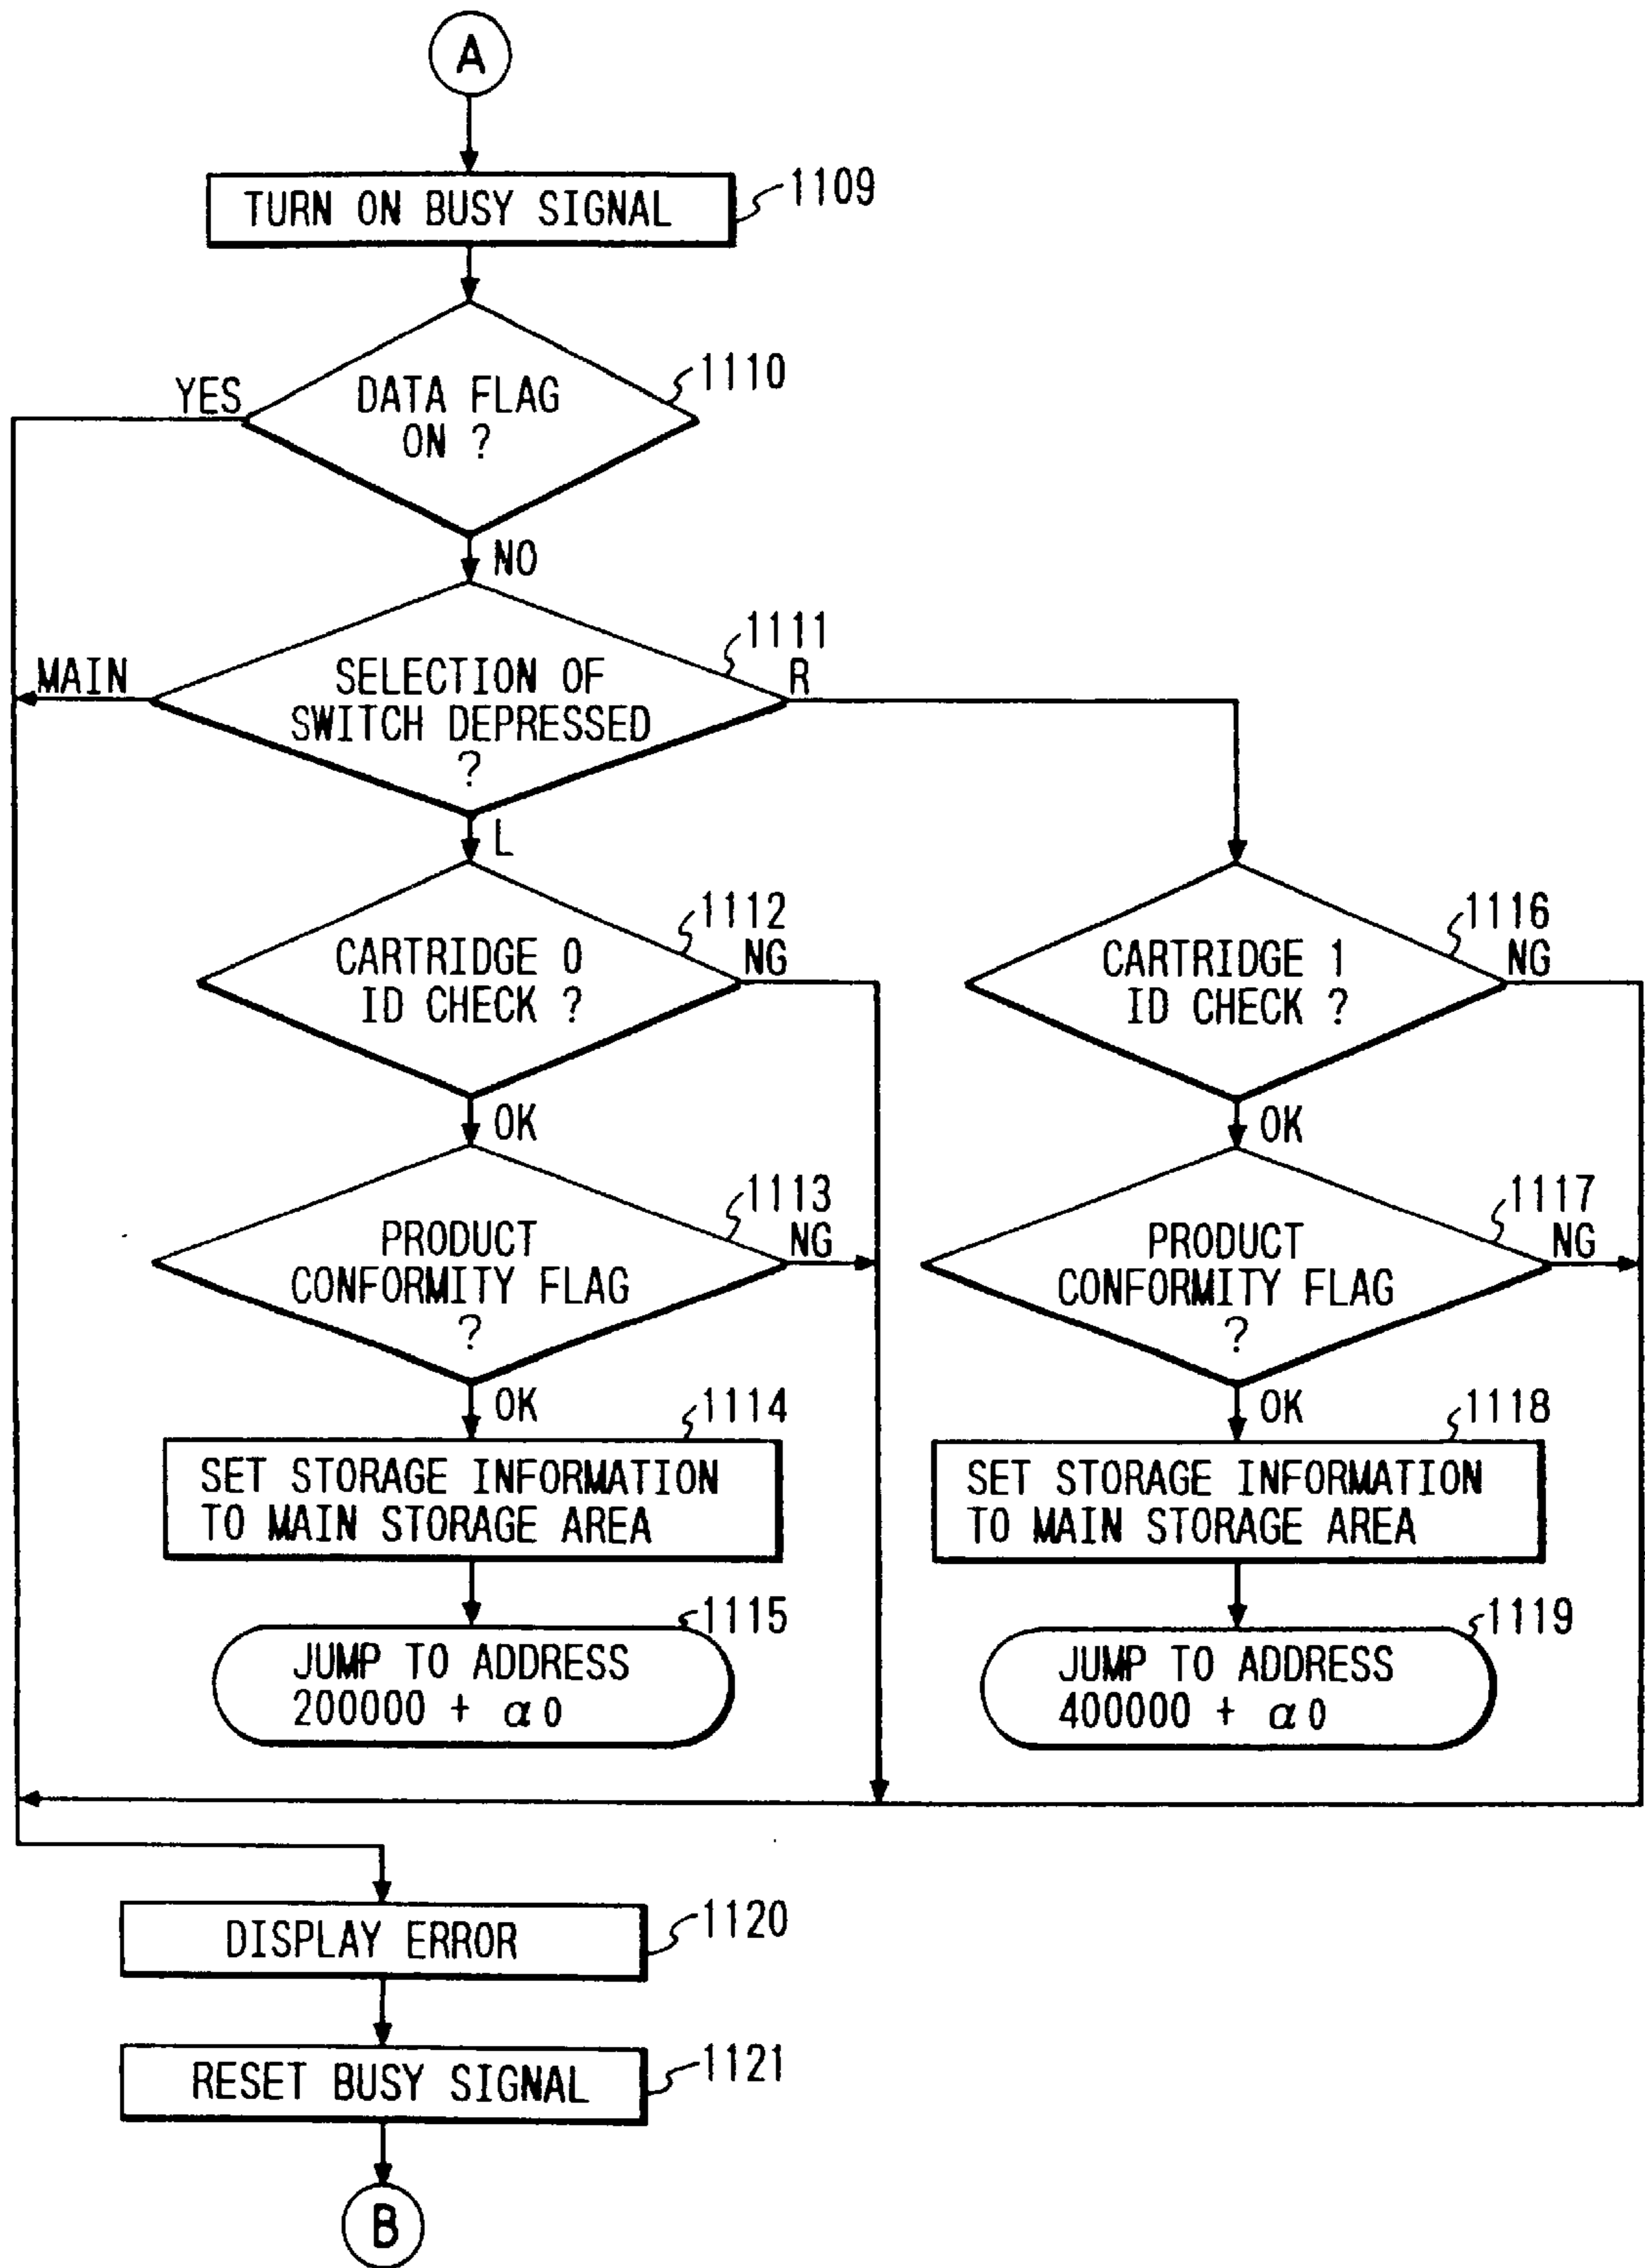 A
TURN ON BUSY SIGNAL
1109
1110
YES
DATA FLAG
ON ?
NO
1111
MAIN
R
SELECTION OF
SWITCH DEPRESSED
?
L
1112
NG
CARTRIDGE 0
ID CHECK ?
1116
NG
CARTRIDGE 1
ID CHECK ?
OK
OK
1113
NG
PRODUCT
CONFORMITY FLAG
?
1117
NG
PRODUCT
CONFORMITY FLAG
?
OK
1114
OK
1118
SET STORAGE INFORMATION
TO MAIN STORAGE AREA
SET STORAGE INFORMATION
TO MAIN STORAGE AREA
1115
JUMP TO ADDRESS
200000 + α0
1119
JUMP TO ADDRESS
400000 + α0
DISPLAY ERROR
1120
RESET BUSY SIGNAL
1121
B